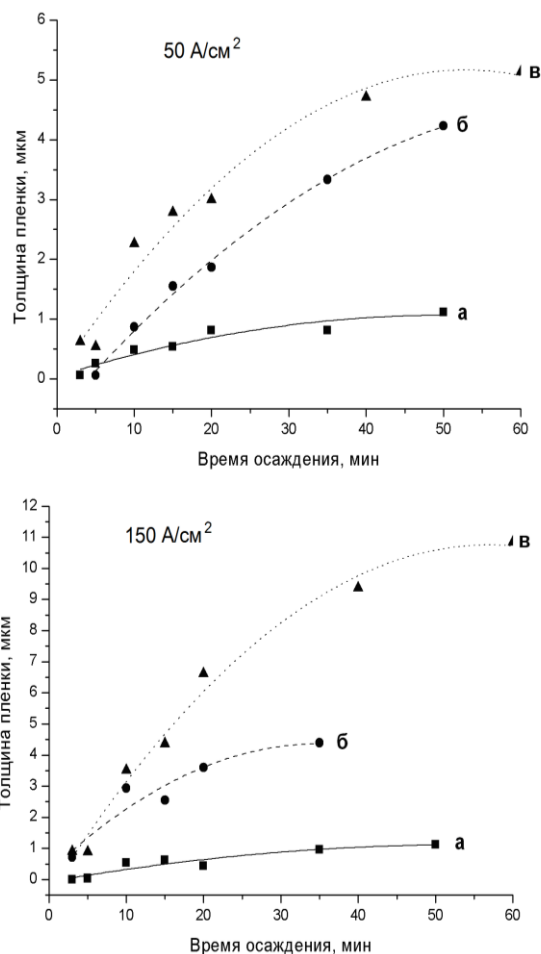 50 А/см²
Толщина пленки, мкм
6
5
4
3
2
1
0
в
б
а
0 10 20 30 40 50 60
Время осаждения, мин
150 А/см²
Толщина пленки, мкм
12
11
10
9
8
7
6
5
4
3
2
1
0
в
б
а
0 10 20 30 40 50 60
Время осаждения, мин